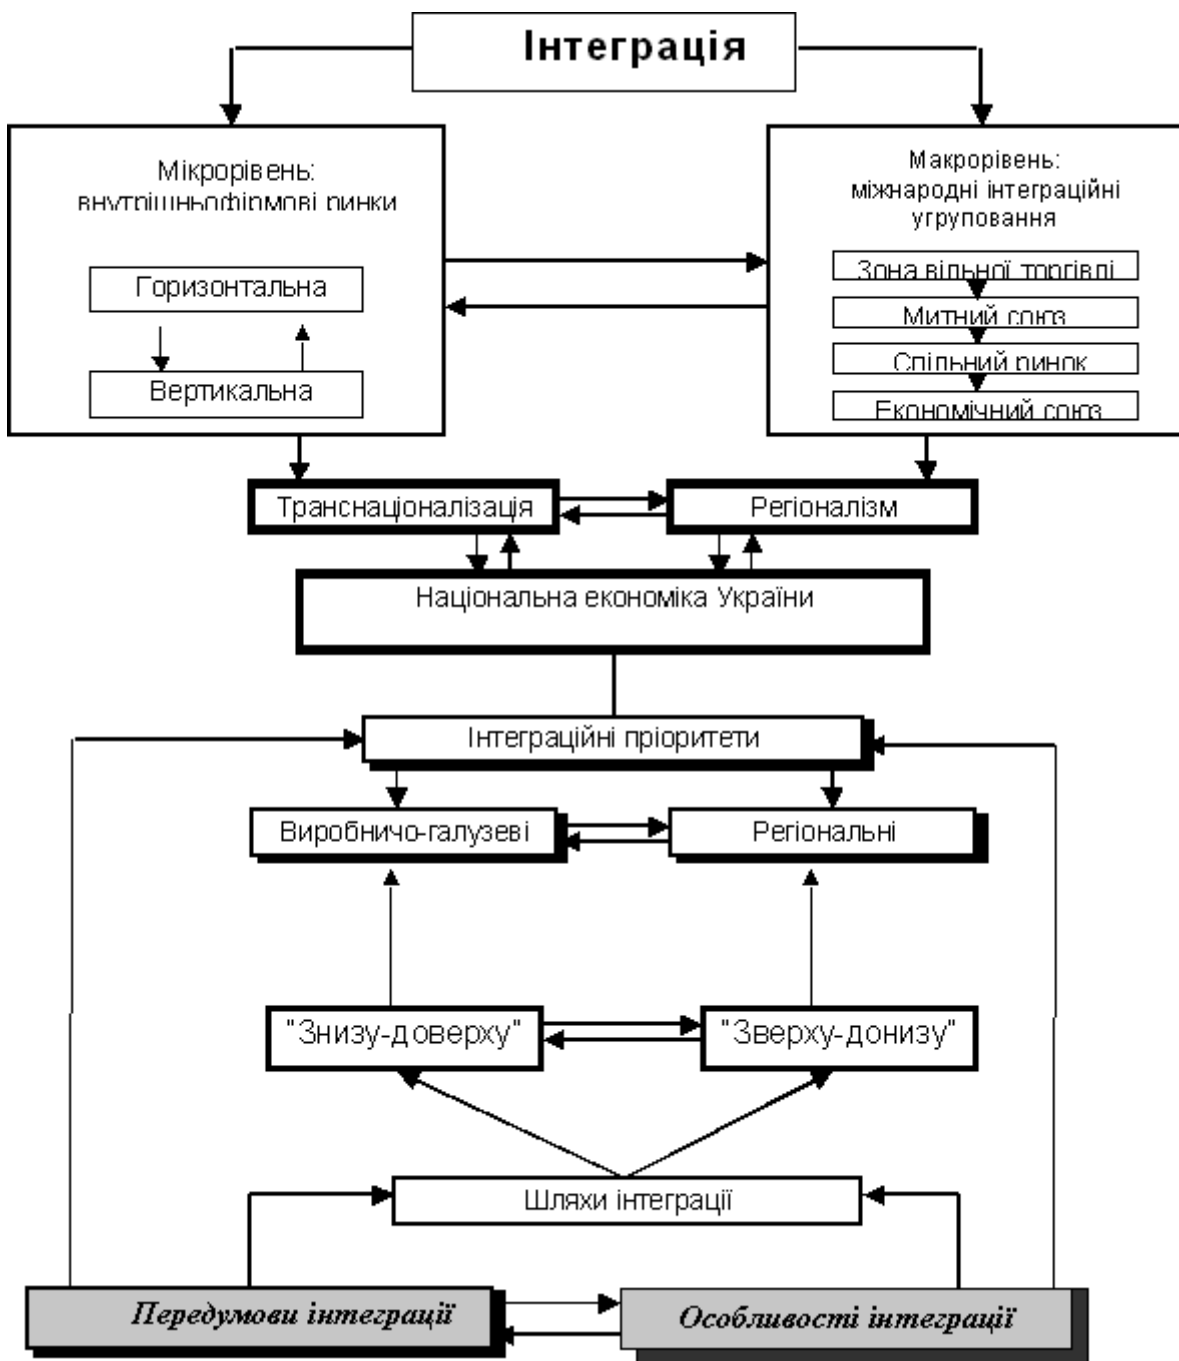 Інтеграція
Мікрорівень:
внутрішньофірмові ринки
Горизонтальна
Вертикальна
Макрорівень:
міжнародні інтеграційні
угруповання
Зона вільної торгівлі
Митний союз
Спільний ринок
Економічний союз
Транснаціоналізація
Регіоналізм
Національна економіка України
Інтеграційні пріоритети
Виробничо-галузеві
Регіональні
"Знизу-доверху"
"Зверху-донизу"
Шляхи інтеграції
Передумови інтеграції
Особливості інтеграції